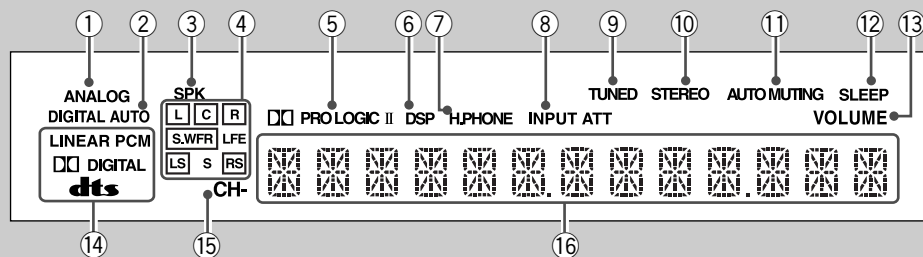 ① ② ③ ④ ⑤ ⑥ ⑦ ⑧ ⑨ ⑩ ⑪ ⑫ ⑬
ANALOG SPK TUNED STEREO AUTO MUTING SLEEP
DIGITAL AUTO L C R PRO LOGIC II DSP H.PHONE INPUT ATT VOLUME
LINEAR PCM S.WFR LFE
DIGITAL LS S RS
dts CH-
⑭ ⑮ ⑯